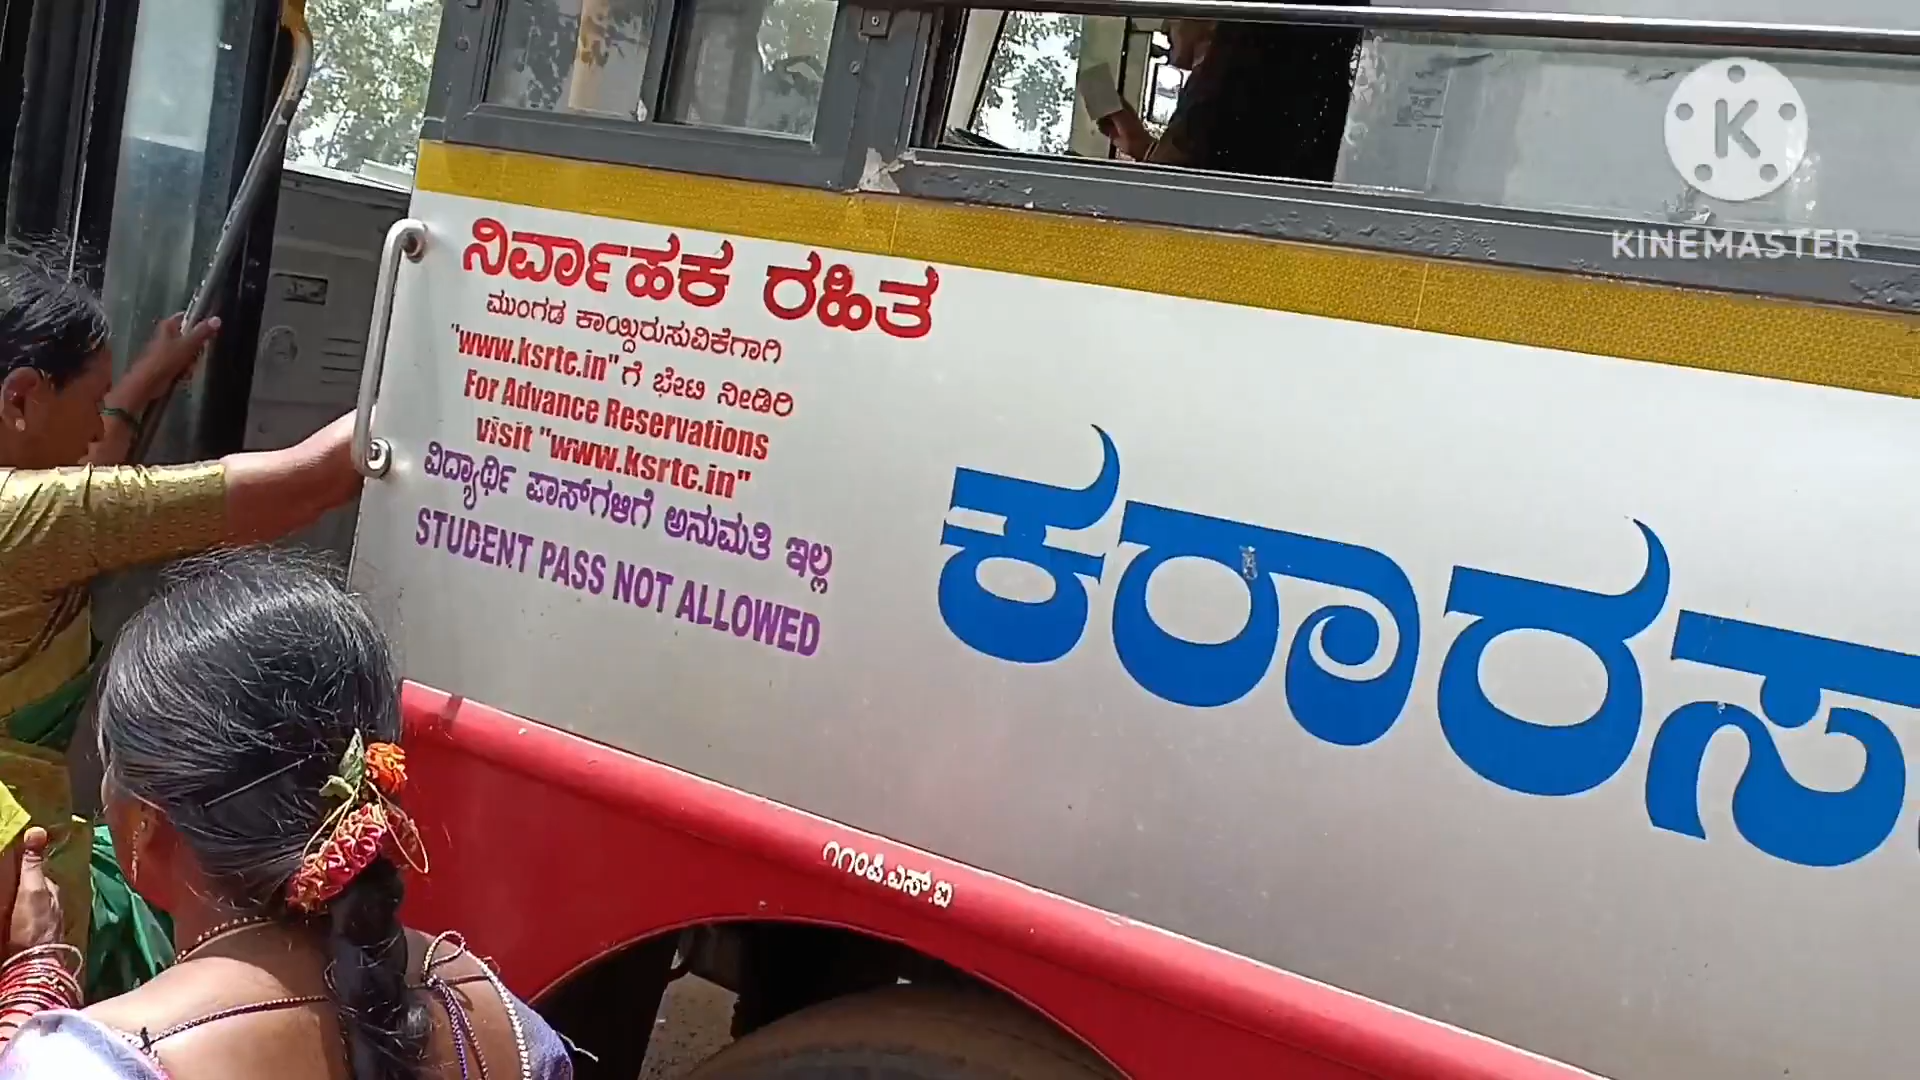 ನಿರ್ವಾಹಕ ರಹಿತ
ಮುಂಗಡ ಕಾಯ್ದಿರುಸುವಿಕೆಗಾಗಿ
"www.ksrtc.in" ಗೆ ಭೇಟಿ ನೀಡಿರಿ
For Advance Reservations
visit "www.ksrtc.in"
ವಿದ್ಯಾರ್ಥಿ ಪಾಸ್‌ಗಳಿಗೆ ಅನುಮತಿ ಇಲ್ಲ
STUDENT PASS NOT ALLOWED
ಕರಾರಸ
೧೧೦ಪಿ.ಎಸ್.ಐ
K
KINEMASTER